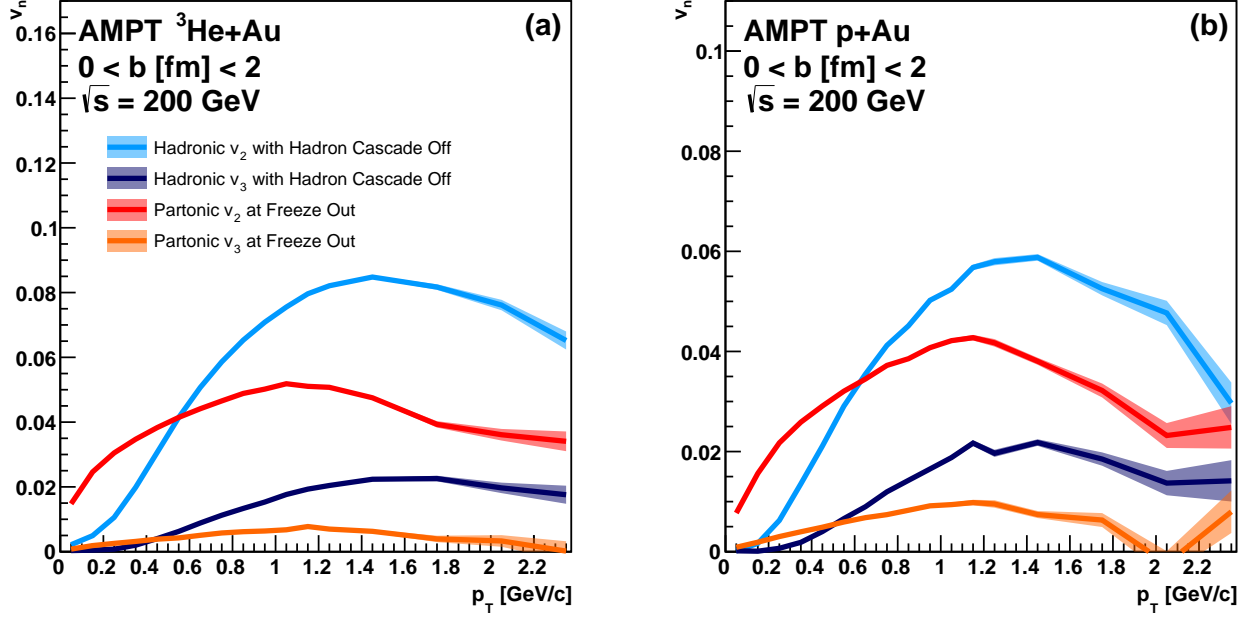 v_n
0.16
0.14
0.12
0.1
0.08
0.06
0.04
0.02
0
AMPT ³He+Au
0 < b [fm] < 2
√s = 200 GeV
(a)
Hadronic v₂ with Hadron Cascade Off
Hadronic v₃ with Hadron Cascade Off
Partonic v₂ at Freeze Out
Partonic v₃ at Freeze Out
0 0.2 0.4 0.6 0.8 1 1.2 1.4 1.6 1.8 2 2.2
p_T [GeV/c]
v_n
0.1
0.08
0.06
0.04
0.02
0
AMPT p+Au
0 < b [fm] < 2
√s = 200 GeV
(b)
0 0.2 0.4 0.6 0.8 1 1.2 1.4 1.6 1.8 2 2.2
p_T [GeV/c]